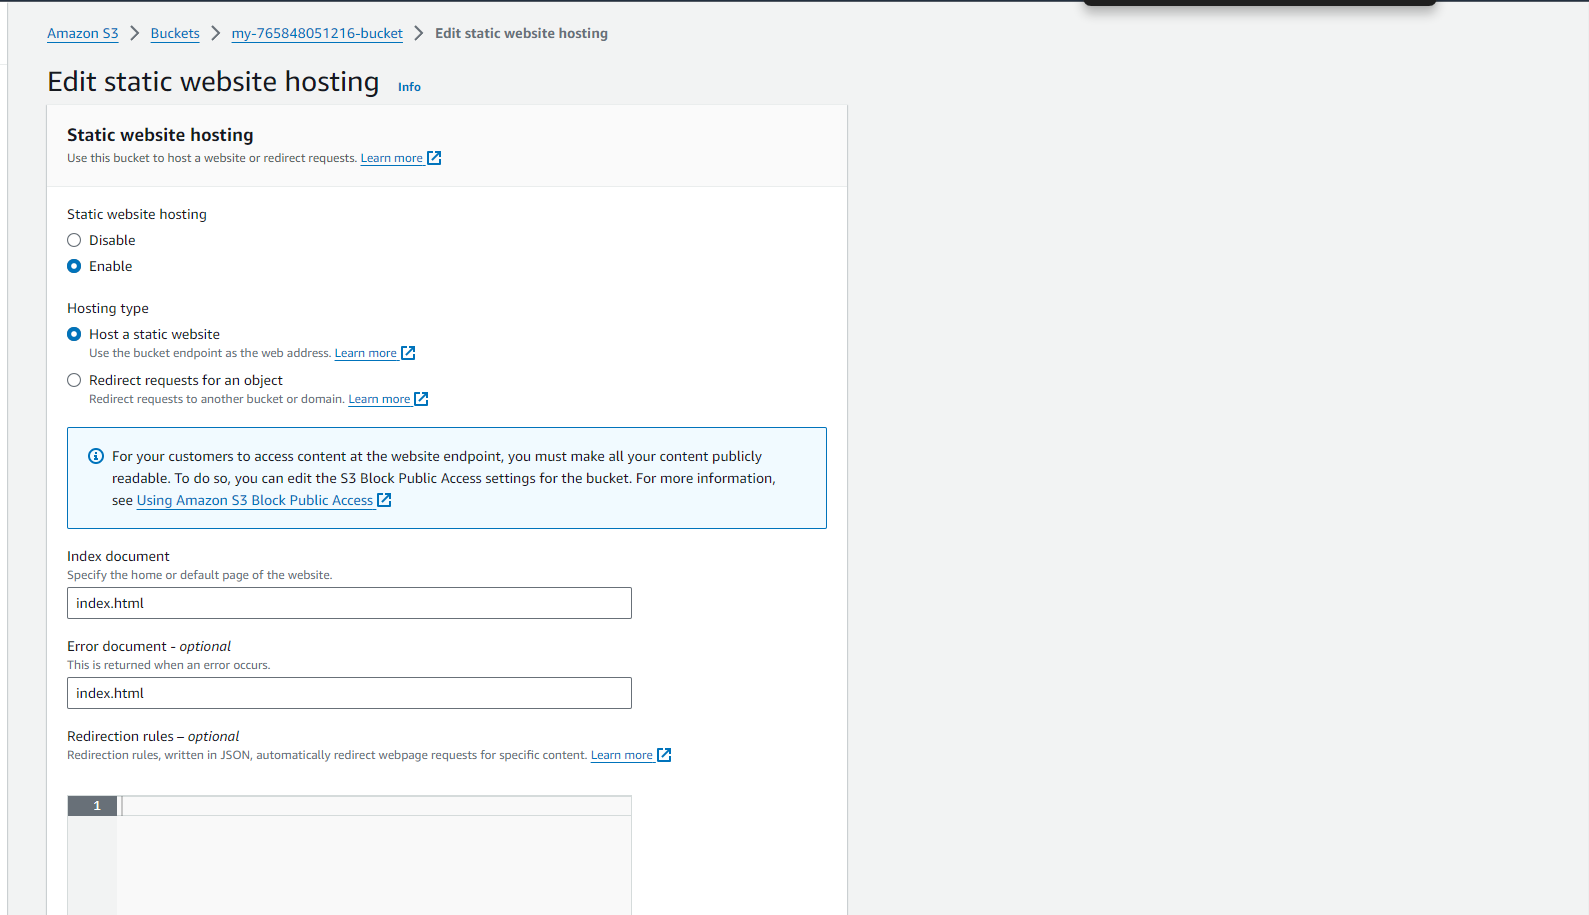 Amazon S3 > Buckets > my-765848051216-bucket > Edit static website hosting
Edit static website hosting Info
Static website hosting
Use this bucket to host a website or redirect requests. Learn more
Static website hosting
Disable
Enable
Hosting type
Host a static website
Use the bucket endpoint as the web address. Learn more
Redirect requests for an object
Redirect requests to another bucket or domain. Learn more
For your customers to access content at the website endpoint, you must make all your content publicly
readable. To do so, you can edit the S3 Block Public Access settings for the bucket. For more information,
see Using Amazon S3 Block Public Access
Index document
Specify the home or default page of the website.
index.html
Error document - optional
This is returned when an error occurs.
index.html
Redirection rules – optional
Redirection rules, written in JSON, automatically redirect webpage requests for specific content. Learn more
1